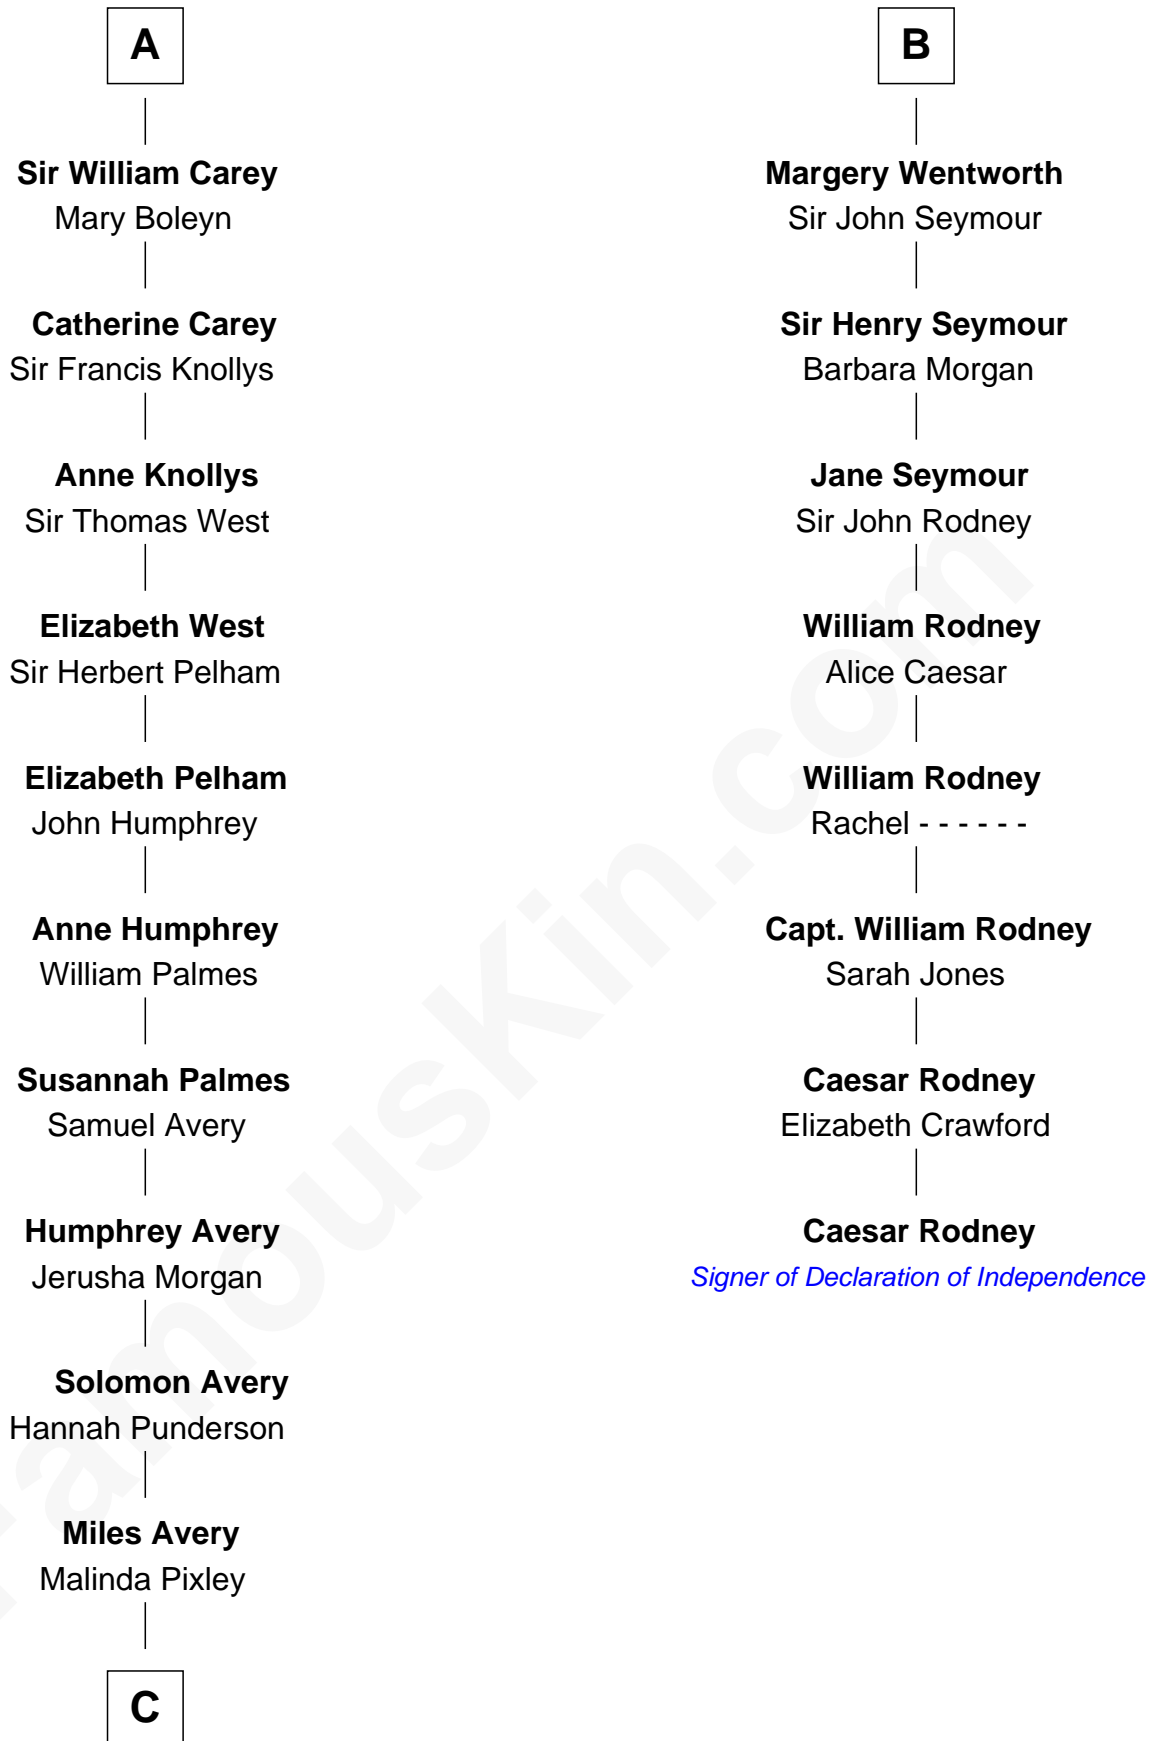 A
Sir William Carey
Mary Boleyn
Catherine Carey
Sir Francis Knollys
Anne Knollys
Sir Thomas West
Elizabeth West
Sir Herbert Pelham
Elizabeth Pelham
John Humphrey
Anne Humphrey
William Palmes
Susannah Palmes
Samuel Avery
Humphrey Avery
Jerusha Morgan
Solomon Avery
Hannah Punderson
Miles Avery
Malinda Pixley
C
B
Margery Wentworth
Sir John Seymour
Sir Henry Seymour
Barbara Morgan
Jane Seymour
Sir John Rodney
William Rodney
Alice Caesar
William Rodney
Rachel - - - - - -
Capt. William Rodney
Sarah Jones
Caesar Rodney
Elizabeth Crawford
Caesar Rodney
Signer of Declaration of Independence
FamousKin.com